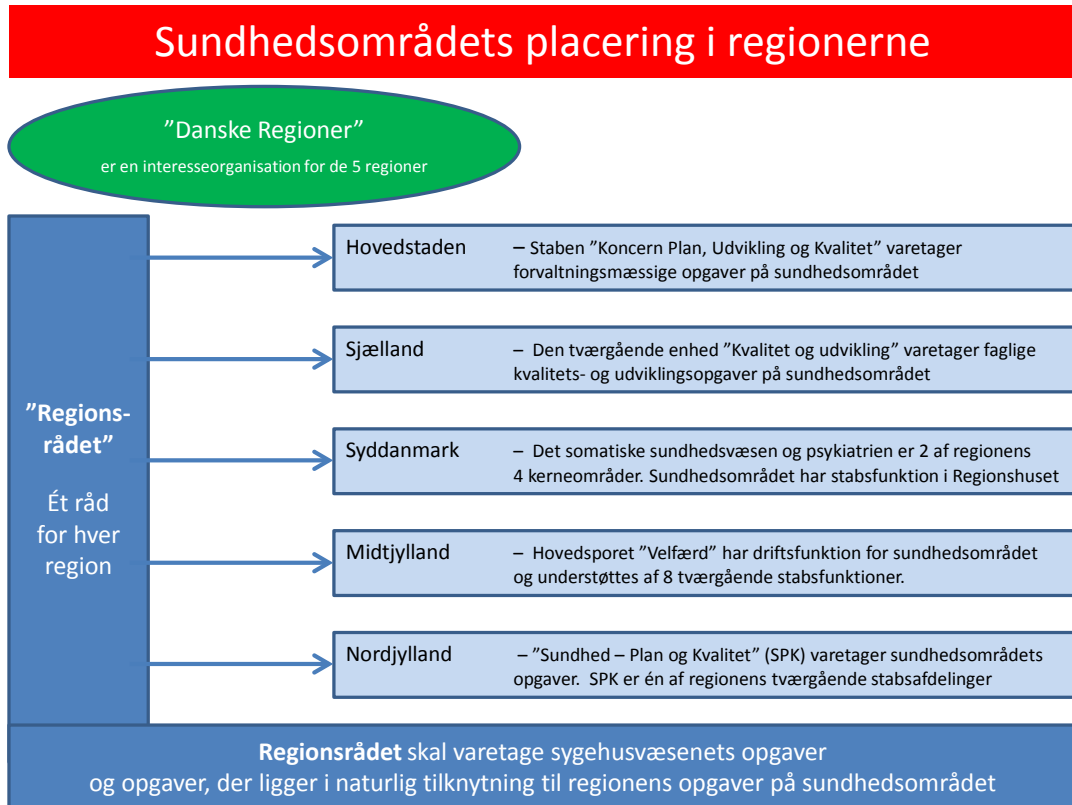 Sundhedsområdets placering i regionerne
”Danske Regioner”
er en interesseorganisation for de 5 regioner
”Regions-
rådet”
Ét råd
for hver
region
Hovedstaden – Staben ”Koncern Plan, Udvikling og Kvalitet” varetager
forvaltningsmæssige opgaver på sundhedsområdet
Sjælland – Den tværgående enhed ”Kvalitet og udvikling” varetager faglige
kvalitets- og udviklingsopgaver på sundhedsområdet
Syddanmark – Det somatiske sundhedsvæsen og psykiatrien er 2 af regionens
4 kerneområder. Sundhedsområdet har stabsfunktion i Regionshuset
Midtjylland – Hovedsporet ”Velfærd” har driftsfunktion for sundhedsområdet
og understøttes af 8 tværgående stabsfunktioner.
Nordjylland – ”Sundhed – Plan og Kvalitet” (SPK) varetager sundhedsområdets
opgaver. SPK er én af regionens tværgående stabsafdelinger
Regionsrådet skal varetage sygehusvæsenets opgaver
og opgaver, der ligger i naturlig tilknytning til regionens opgaver på sundhedsområdet